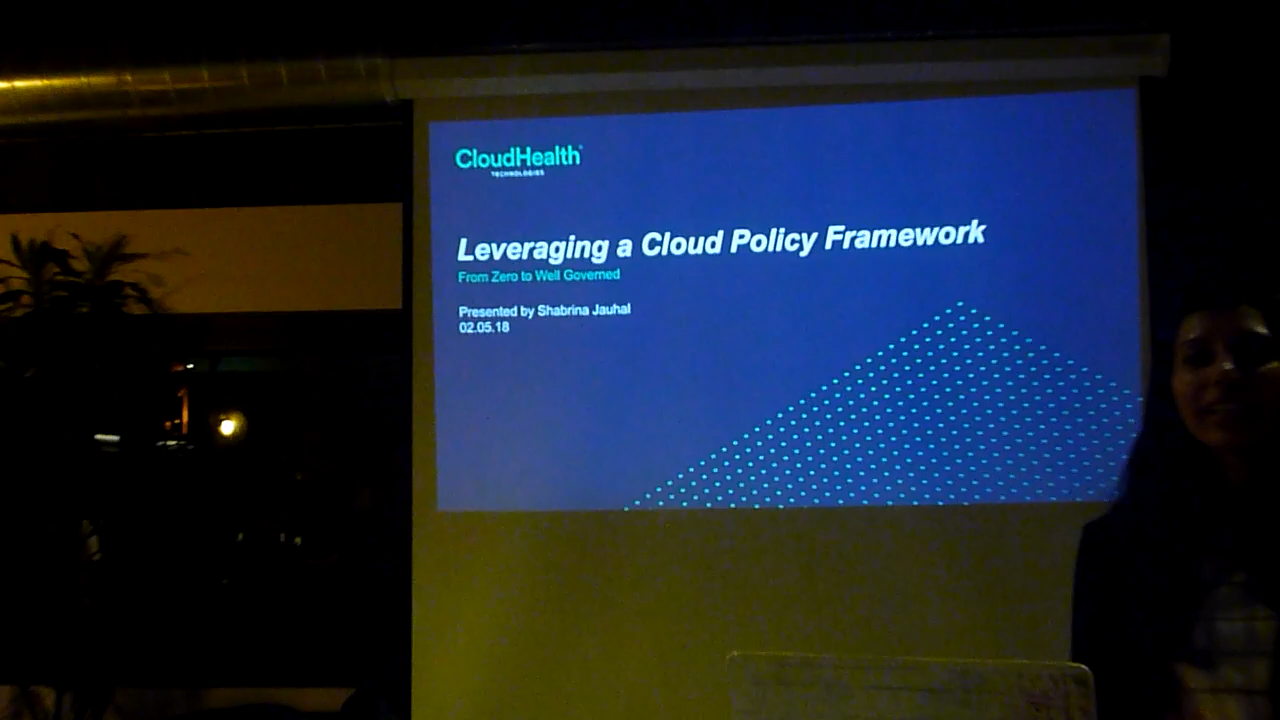 CloudHealth
TECHNOLOGIES
Leveraging a Cloud Policy Framework
From Zero to Well Governed
Presented by Shabrina Jauhal
02.05.18